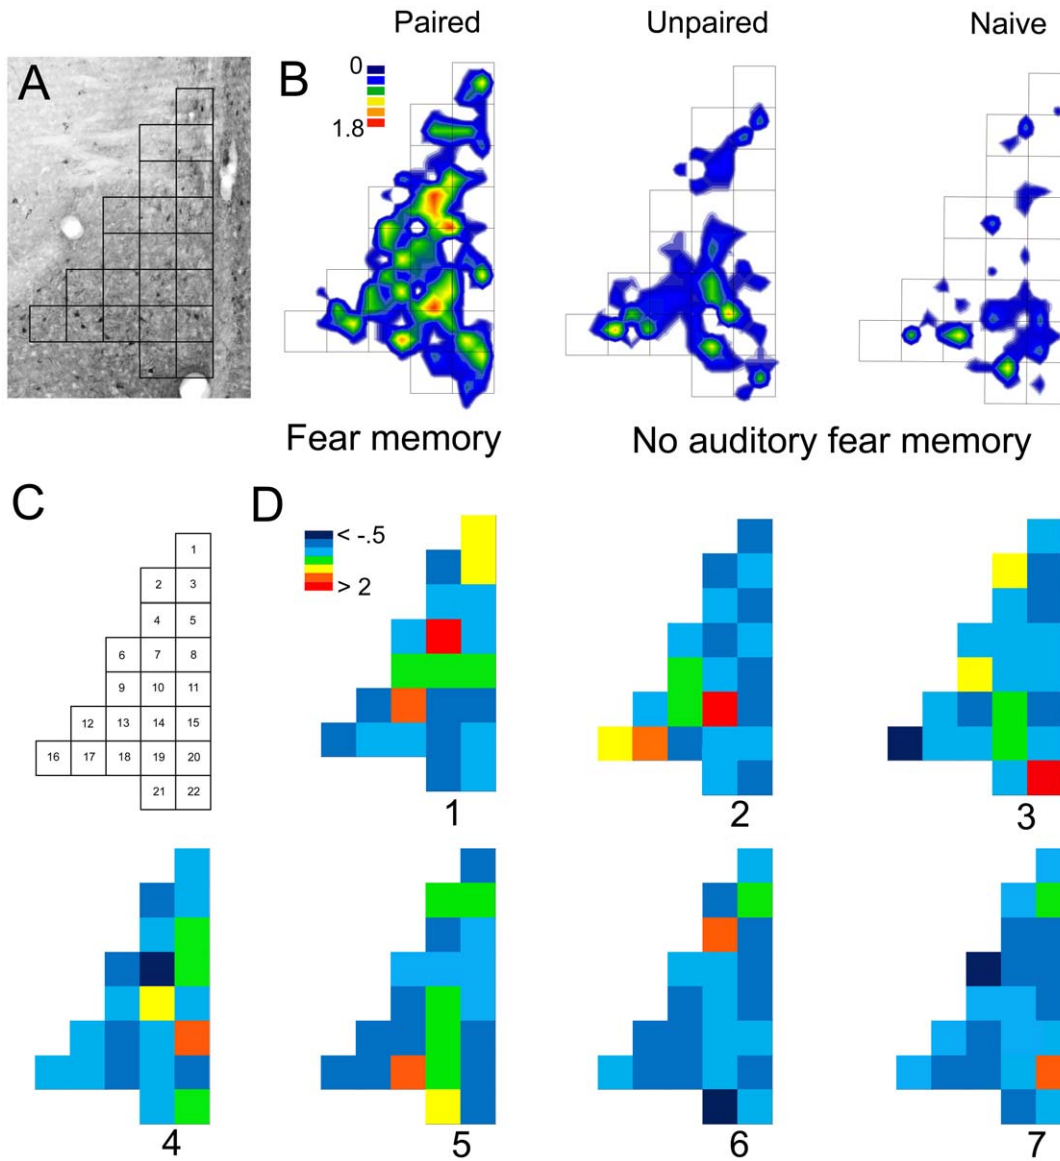 Paired Unpaired Naive
A
B
0
1.8
Fear memory
No auditory fear memory
C
D
1
2 3
4 5
6 7 8
9 10 11
12 13 14 15
16 17 18 19 20
21 22
< -.5
> 2
1 2 3
4 5 6 7